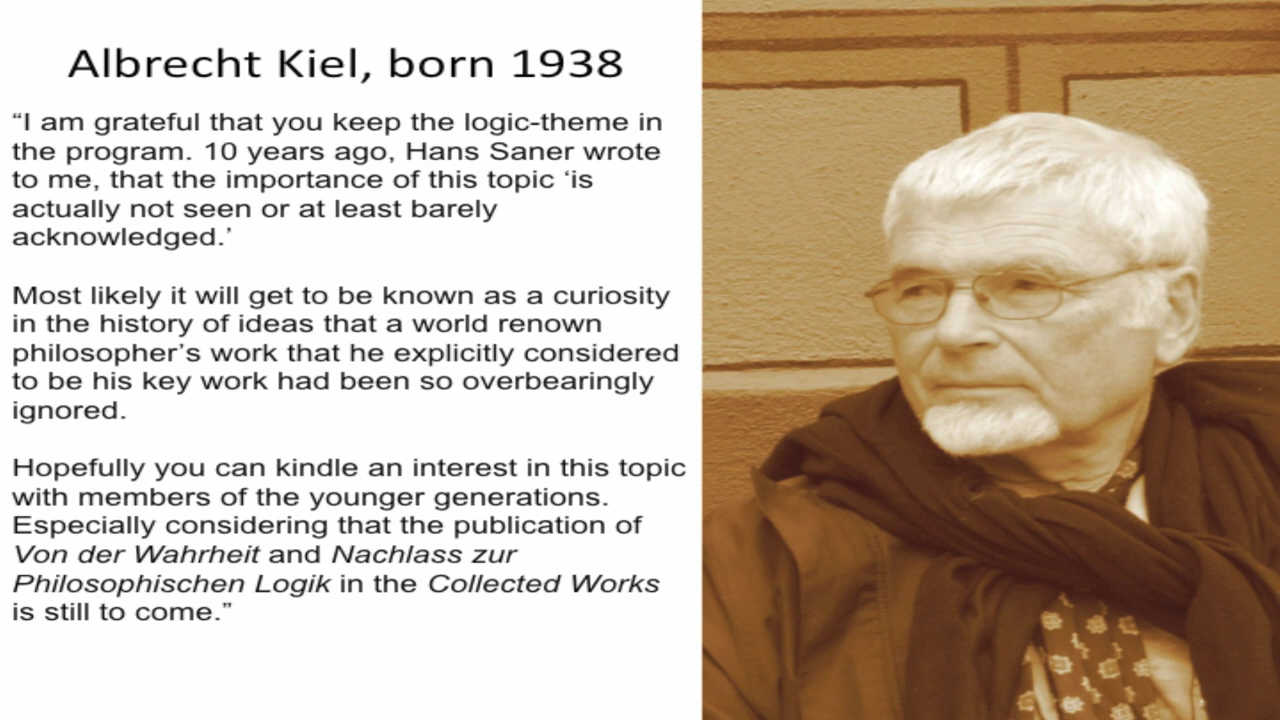 Albrecht Kiel, born 1938
“I am grateful that you keep the logic-theme in
the program. 10 years ago, Hans Saner wrote
to me, that the importance of this topic ‘is
actually not seen or at least barely
acknowledged.’
Most likely it will get to be known as a curiosity
in the history of ideas that a world renown
philosopher’s work that he explicitly considered
to be his key work had been so overbearingly
ignored.
Hopefully you can kindle an interest in this topic
with members of the younger generations.
Especially considering that the publication of
Von der Wahrheit and Nachlass zur
Philosophischen Logik in the Collected Works
is still to come.”